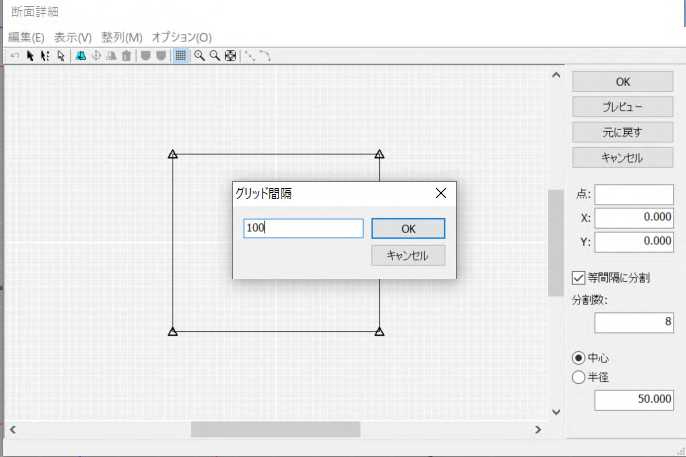 断面詳細
編集(E) 表示(V) 整列(M) オプション(O)
OK
プレビュー
元に戻す
キャンセル
グリッド間隔
100
OK
キャンセル
点:
X: 0.000
Y: 0.000
等間隔に分割
分割数:
8
中心
半径
50.000